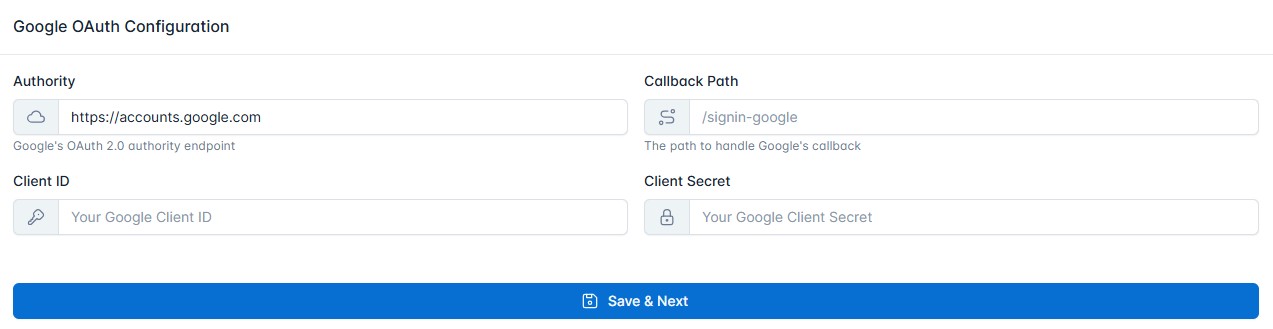 Google OAuth Configuration
Authority
Callback Path
https://accounts.google.com
/signin-google
Google's OAuth 2.0 authority endpoint
The path to handle Google's callback
Client ID
Client Secret
Your Google Client ID
Your Google Client Secret
Save & Next